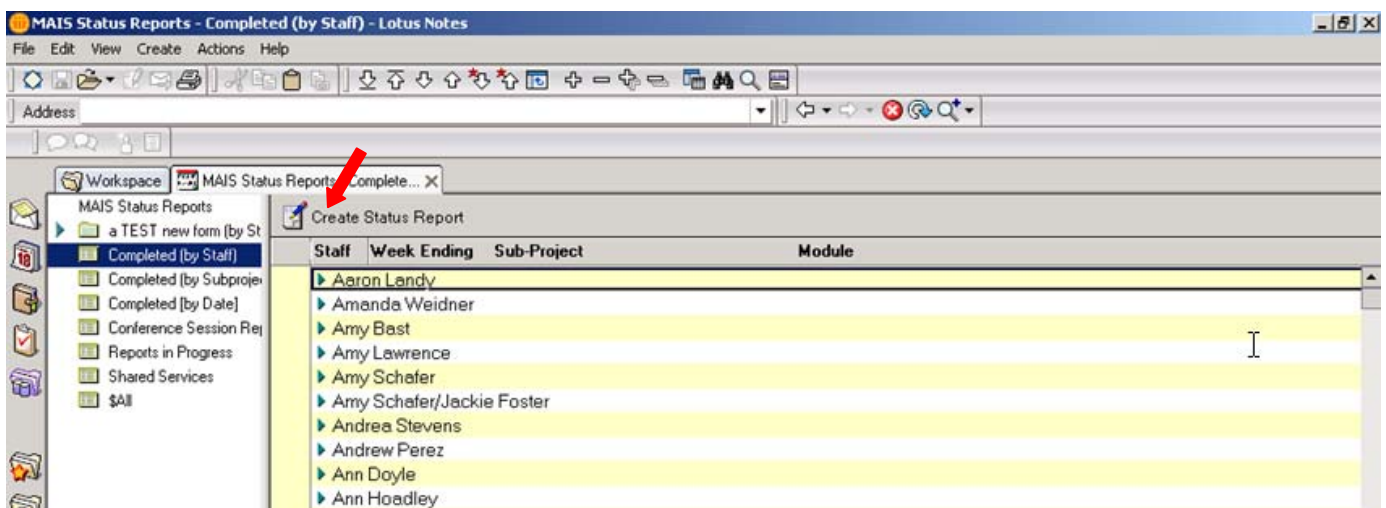 MAIS Status Reports - Completed (by Staff) - Lotus Notes
File Edit View Create Actions Help
Address
Workspace MAIS Status Reports Complete...
MAIS Status Reports
a TEST new form (by St
Completed (by Staff)
Completed (by Subproje
Completed [by Date]
Conference Session Rep
Reports in Progress
Shared Services
$All
Create Status Report
Staff Week Ending Sub-Project Module
Aaron Landy
Amanda Weidner
Amy Bast
Amy Lawrence
Amy Schafer
Amy Schafer/Jackie Foster
Andrea Stevens
Andrew Perez
Ann Doyle
Ann Hoadley
18